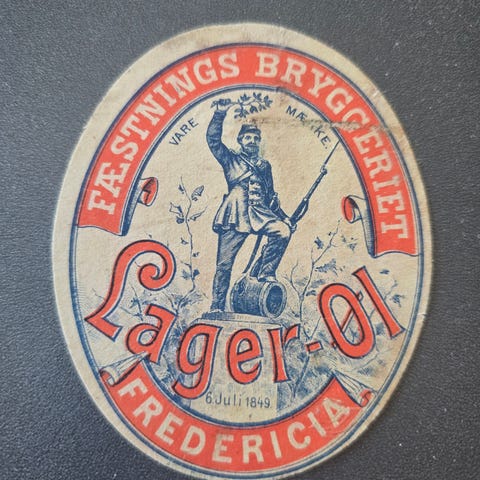 FÆSTNINGS BRYGGERIET
VARE MÆRKE.
Lager-Øl
6 Juli 1849.
FREDERICIA